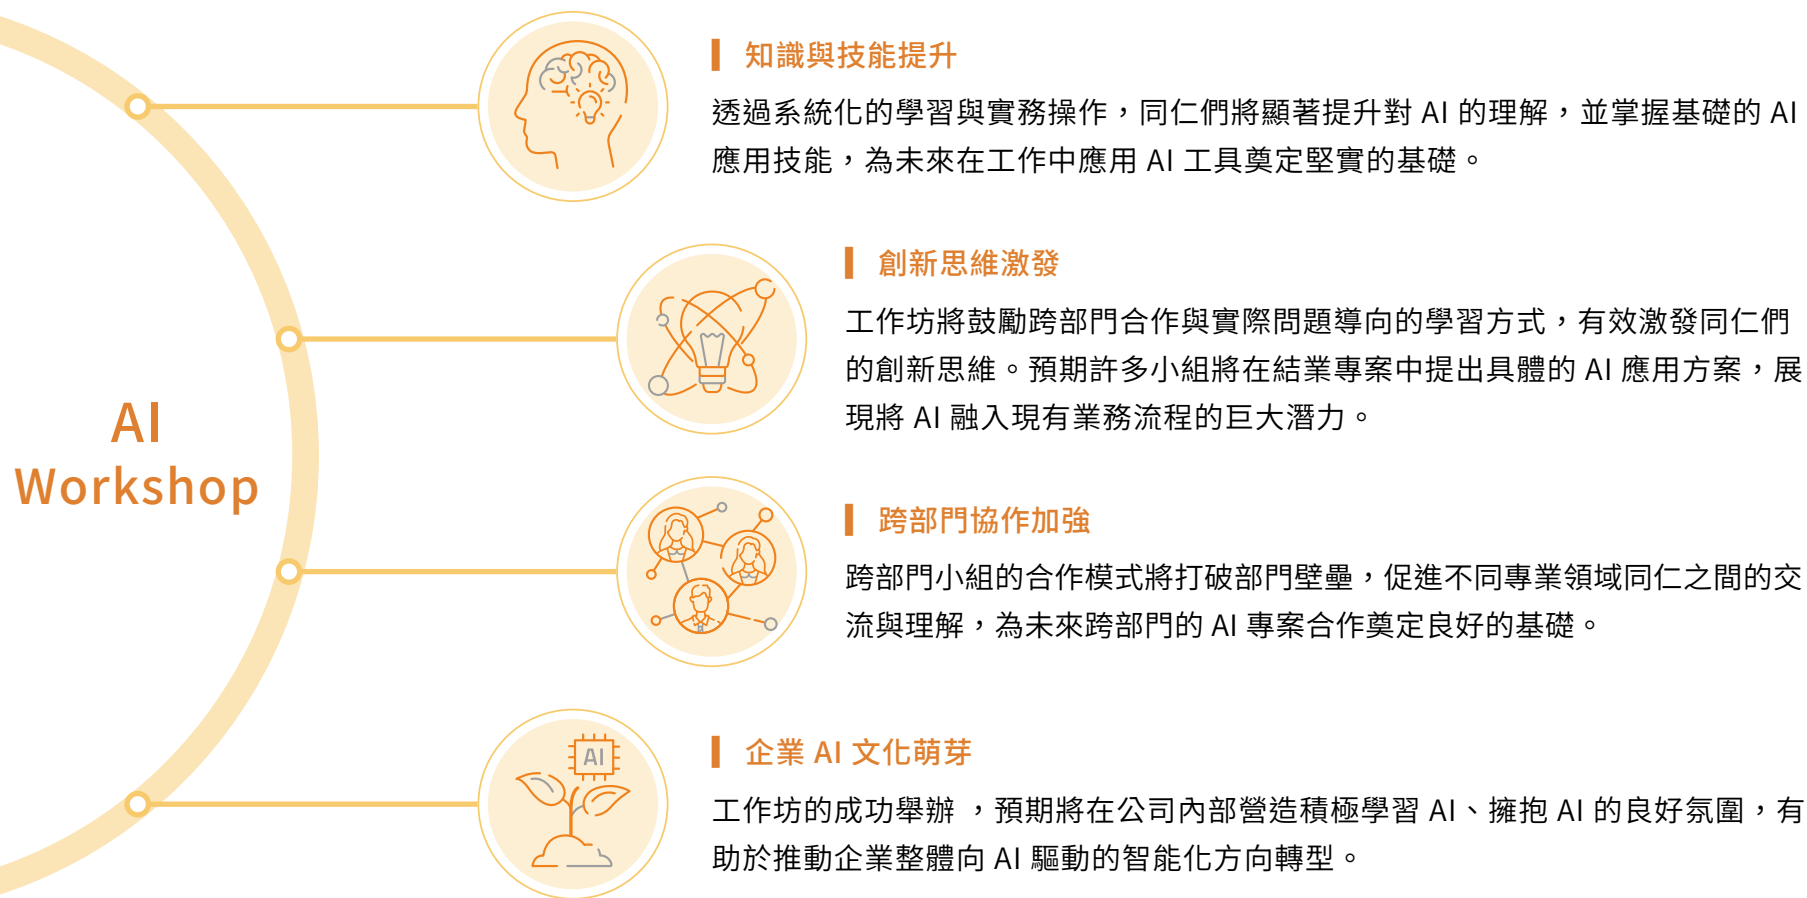 知識與技能提升
透過系統化的學習與實務操作，同仁們將顯著提升對 AI 的理解，並掌握基礎的 AI
應用技能，為未來在工作中應用 AI 工具奠定堅實的基礎。
創新思維激發
工作坊將鼓勵跨部門合作與實際問題導向的學習方式，有效激發同仁們
的創新思維。預期許多小組將在結業專案中提出具體的 AI 應用方案，展
現將 AI 融入現有業務流程的巨大潛力。
AI
Workshop
跨部門協作加強
跨部門小組的合作模式將打破部門壁壘，促進不同專業領域同仁之間的交
流與理解，為未來跨部門的 AI 專案合作奠定良好的基礎。
企業 AI 文化萌芽
AI
工作坊的成功舉辦 ，預期將在公司內部營造積極學習 AI、擁抱 AI 的良好氛圍，有
助於推動企業整體向 AI 驅動的智能化方向轉型。